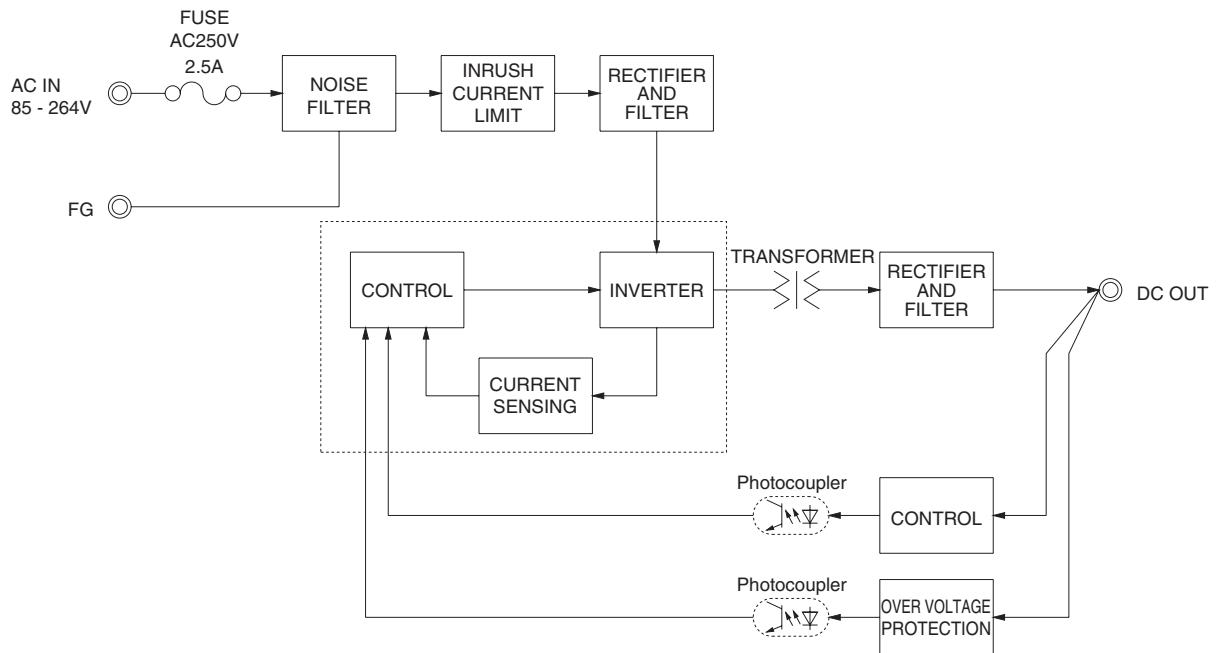 FUSE
AC250V
2.5A
AC IN
85 - 264V
NOISE
FILTER
INRUSH
CURRENT
LIMIT
RECTIFIER
AND
FILTER
FG
CONTROL
INVERTER
TRANSFORMER
RECTIFIER
AND
FILTER
DC OUT
CURRENT
SENSING
Photocoupler
CONTROL
Photocoupler
OVER VOLTAGE
PROTECTION